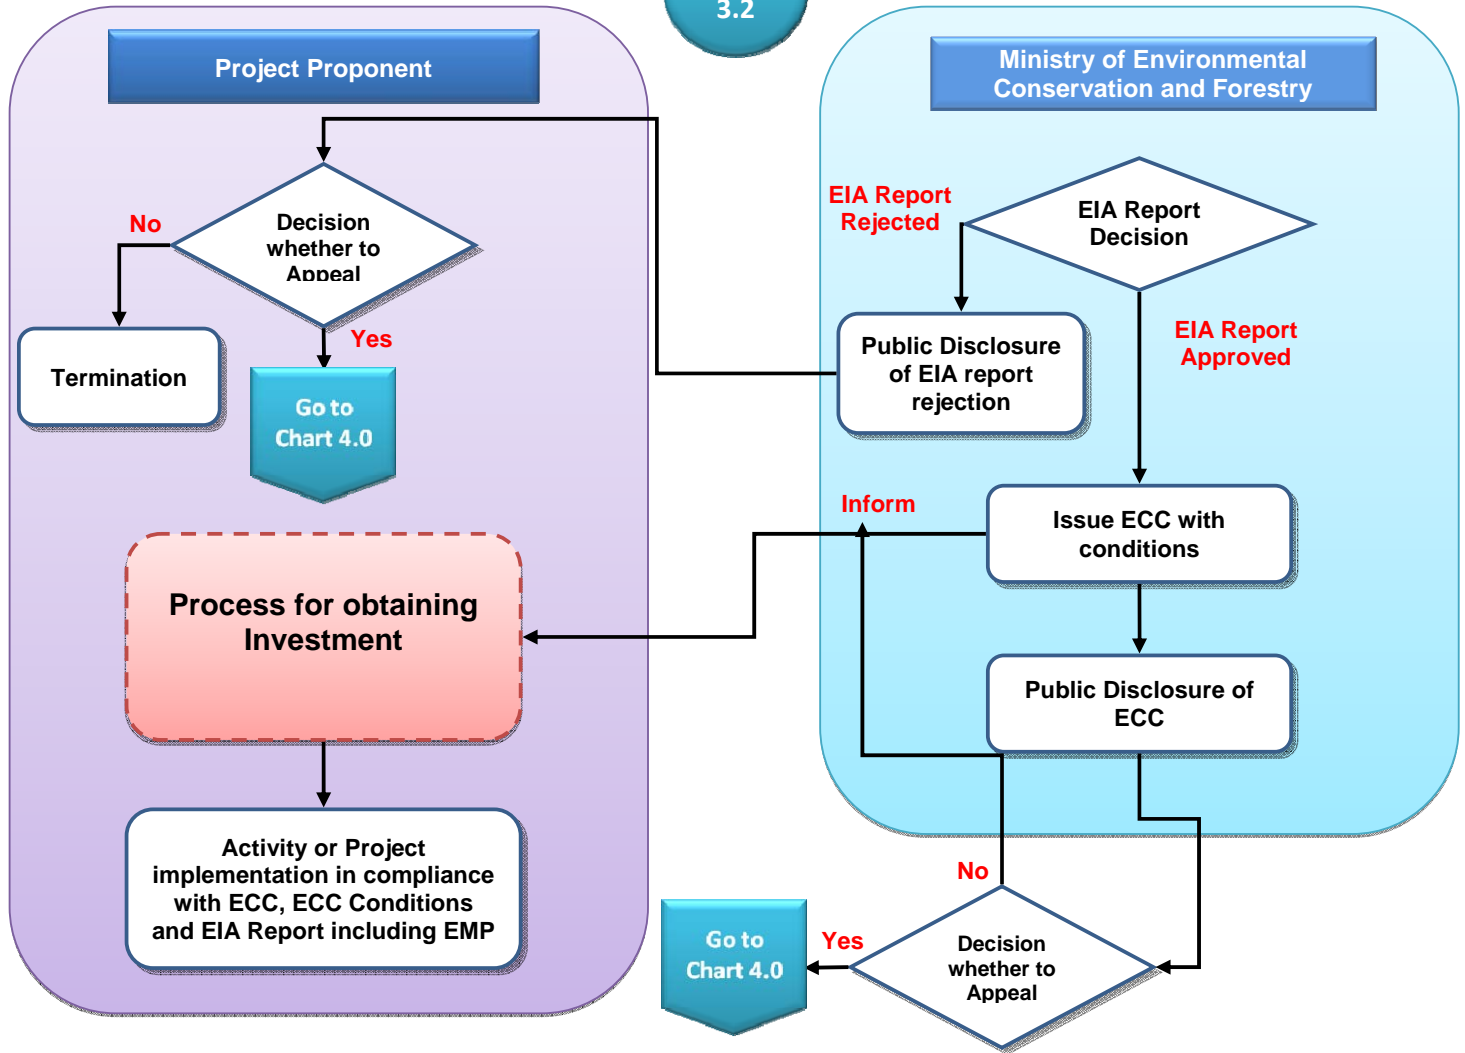 3.2
Project Proponent
Ministry of Environmental
Conservation and Forestry
No
Decision
whether to
Appeal
Yes
Termination
Go to
Chart 4.0
EIA Report
Rejected
EIA Report
Decision
Public Disclosure
of EIA report
rejection
EIA Report
Approved
Inform
Issue ECC with
conditions
Process for obtaining
Investment
Public Disclosure of
ECC
Activity or Project
implementation in compliance
with ECC, ECC Conditions
and EIA Report including EMP
No
Go to
Chart 4.0
Yes
Decision
whether to
Appeal